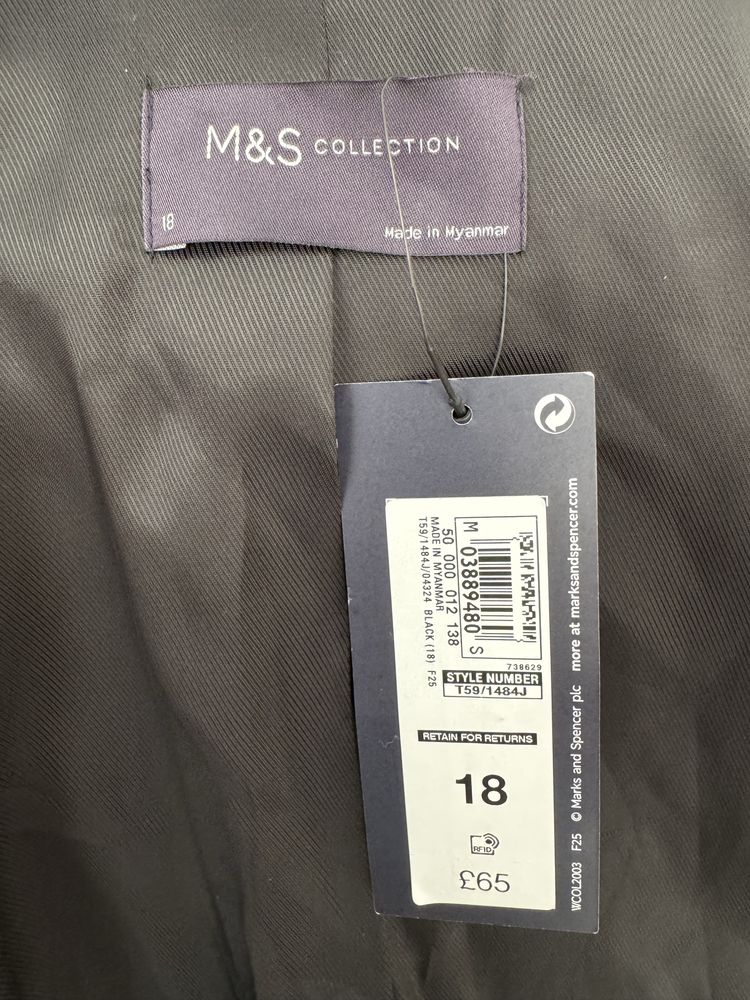 M&S COLLECTION
18
Made in Myanmar
M 03889480 S
50 000 012 138
MADE IN MYANMAR
T59/1484J/04324 BLACK (18) F25
738629
STYLE NUMBER
T59/1484J
RETAIN FOR RETURNS
18
RFID
£65
WCOL2003 F25 © Marks and Spencer plc more at marksandspencer.com